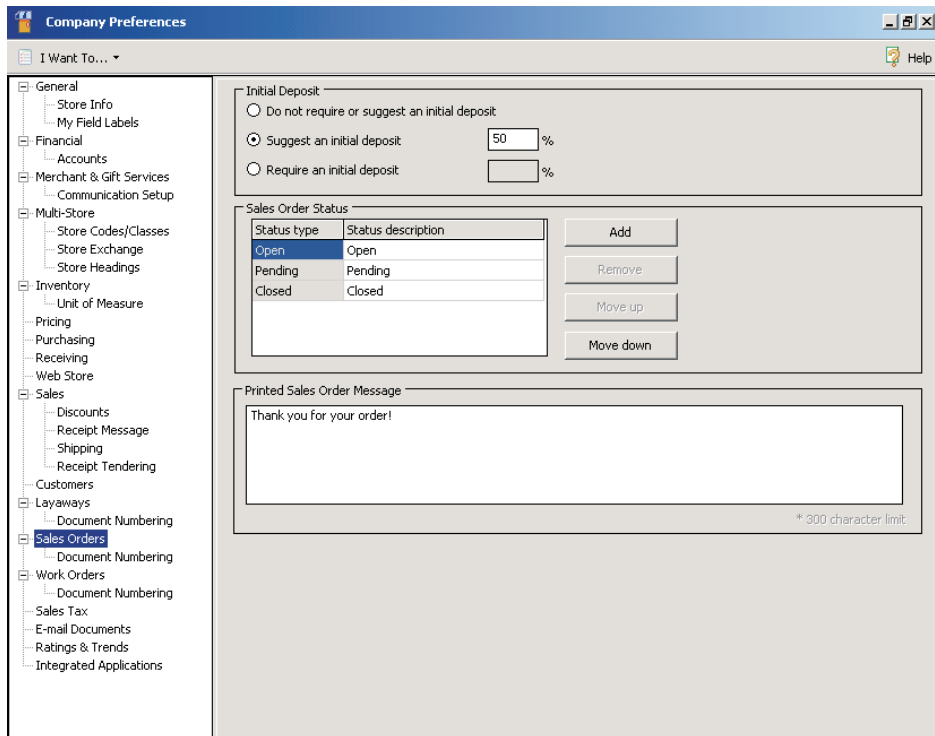 Company Preferences
I Want To...
Help
General
Store Info
My Field Labels
Financial
Accounts
Merchant & Gift Services
Communication Setup
Multi-Store
Store Codes/Classes
Store Exchange
Store Headings
Inventory
Unit of Measure
Pricing
Purchasing
Receiving
Web Store
Sales
Discounts
Receipt Message
Shipping
Receipt Tendering
Customers
Layaways
Document Numbering
Sales Orders
Document Numbering
Work Orders
Document Numbering
Sales Tax
E-mail Documents
Ratings & Trends
Integrated Applications
Initial Deposit
Do not require or suggest an initial deposit
Suggest an initial deposit 50 %
Require an initial deposit %
Sales Order Status
Status type Status description
Open Open
Pending Pending
Closed Closed
Add
Remove
Move up
Move down
Printed Sales Order Message
Thank you for your order!
* 300 character limit